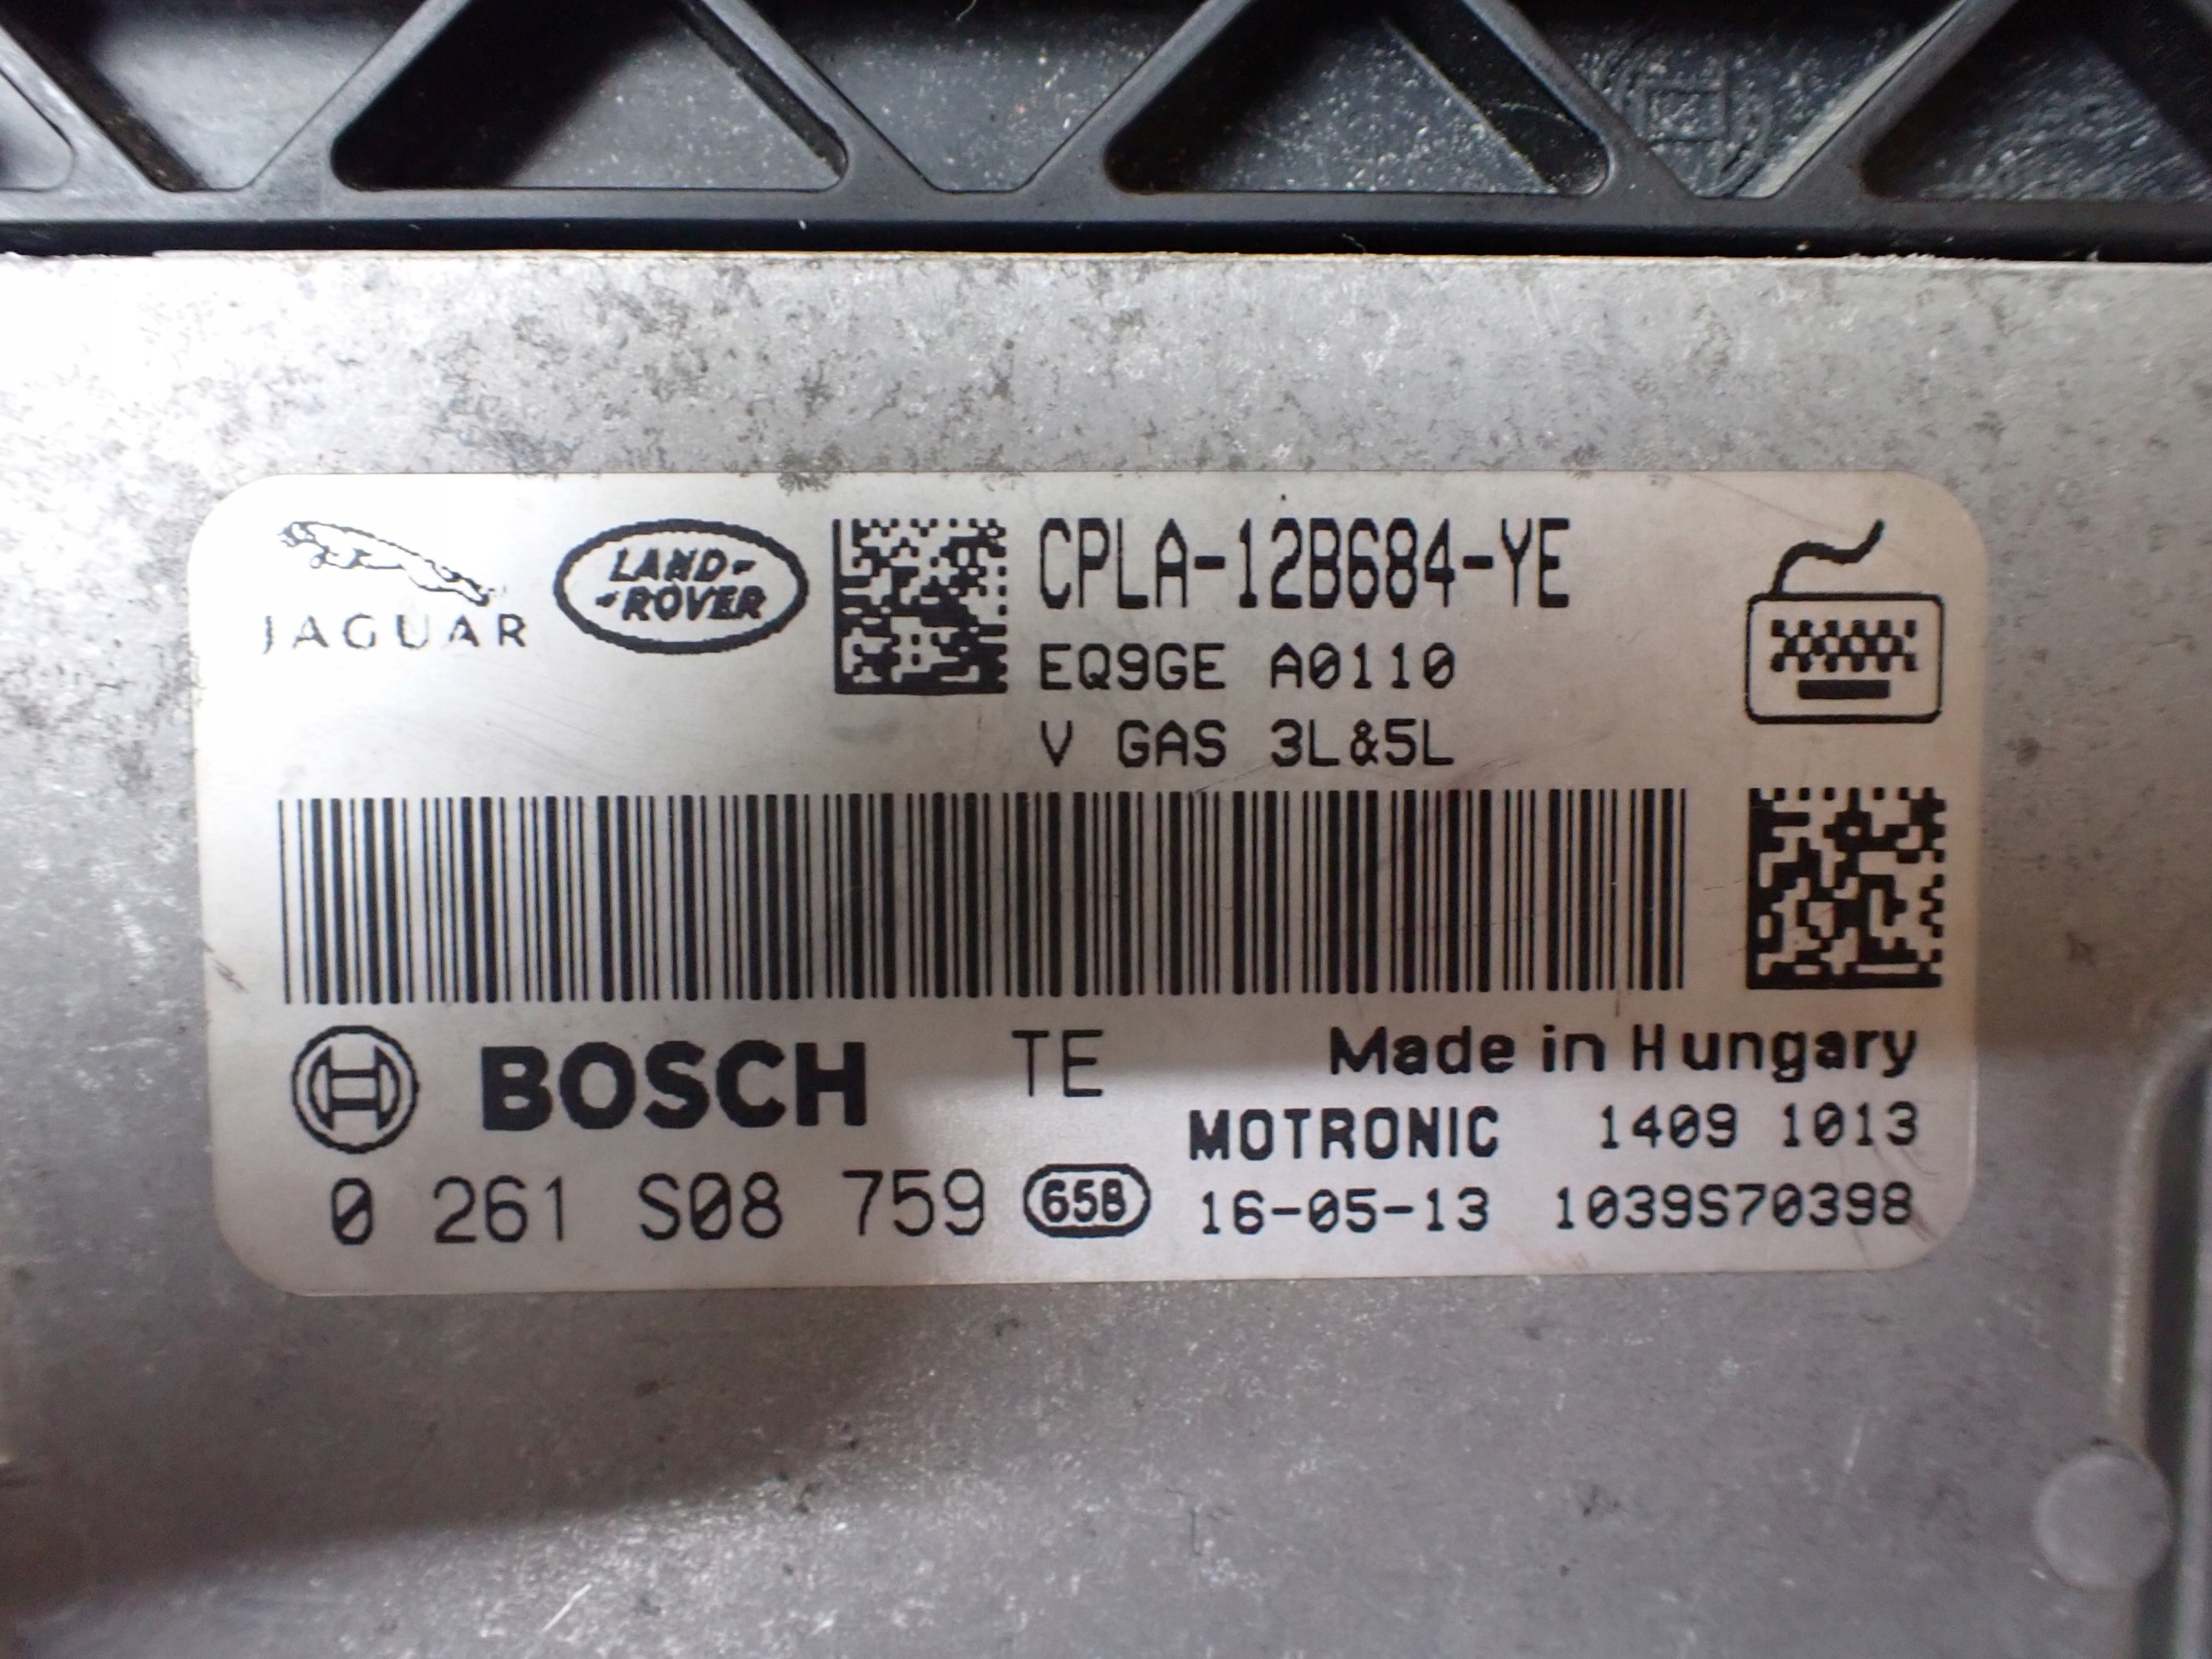 JAGUAR
LAND-
-ROVER
CPLA-12B684-YE
EQ9GE A0110
V GAS 3L&5L
BOSCH TE Made in Hungary
MOTRONIC 1409 1013
0 261 S08 759 65B 16-05-13 1039S70398